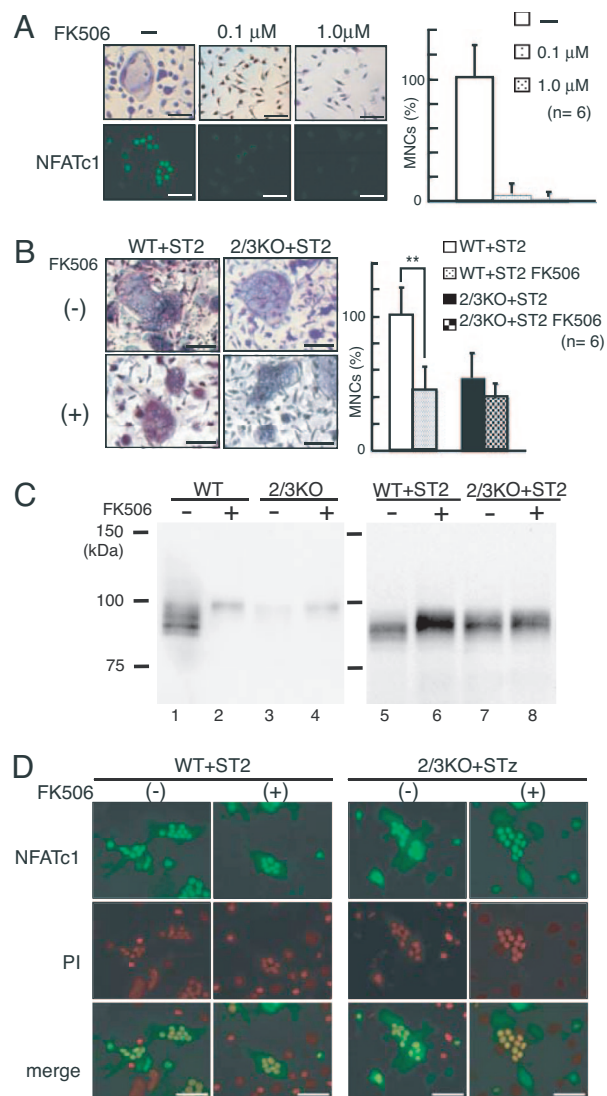 A
FK506 – 0.1 µM 1.0µM
NFATc1
MNCs (%)
100
0
–
0.1 µM
1.0 µM
(n= 6)
B
WT+ST2 2/3KO+ST2
FK506
(-)
(+)
MNCs (%)
100
0
**
WT+ST2
WT+ST2 FK506
2/3KO+ST2
2/3KO+ST2 FK506
(n= 6)
C
WT 2/3KO WT+ST2 2/3KO+ST2
FK506 – + – + – + – +
150
(kDa)
100
75
1 2 3 4 5 6 7 8
D
WT+ST2 2/3KO+STz
FK506 (-) (+) (-) (+)
NFATc1
PI
merge